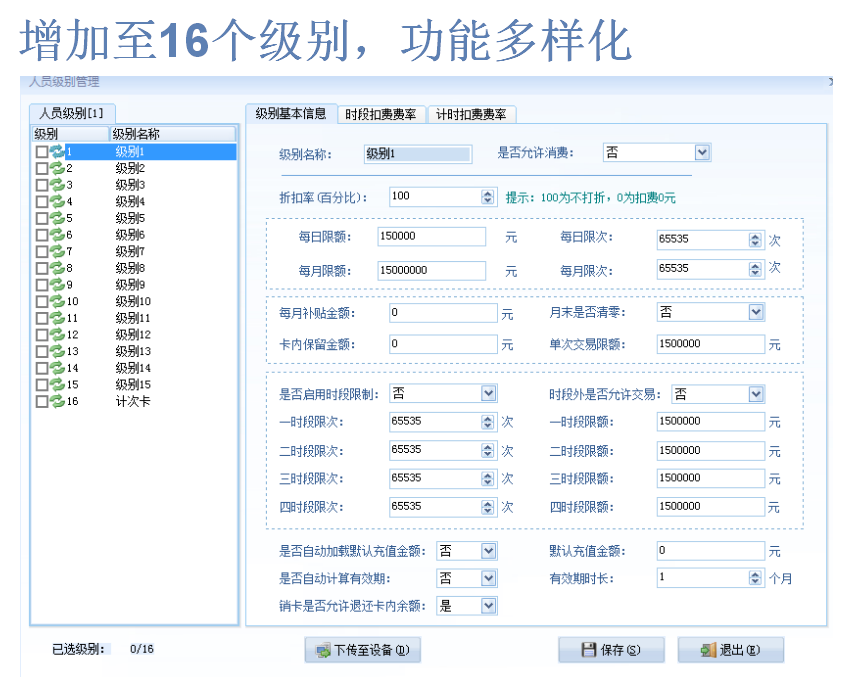 增加至16个级别，功能多样化
人员级别管理
人员级别[1]
级别 级别名称
1 级别1
2 级别2
3 级别3
4 级别4
5 级别5
6 级别6
7 级别7
8 级别8
9 级别9
10 级别10
11 级别11
12 级别12
13 级别13
14 级别14
15 级别15
16 计次卡
级别基本信息 时段扣费费率 计时扣费费率
级别名称： 级别1 是否允许消费： 否
折扣率(百分比)： 100 提示：100为不打折，0为扣费0元
每日限额： 150000 元 每日限次： 65535 次
每月限额： 15000000 元 每月限次： 65535 次
每月补贴金额： 0 元 月末是否清零： 否
卡内保留金额： 0 元 单次交易限额： 1500000 元
是否启用时段限制： 否 时段外是否允许交易： 否
一时段限次： 65535 次 一时段限额： 1500000 元
二时段限次： 65535 次 二时段限额： 1500000 元
三时段限次： 65535 次 三时段限额： 1500000 元
四时段限次： 65535 次 四时段限额： 1500000 元
是否自动加载默认充值金额： 否 默认充值金额： 0 元
是否自动计算有效期： 否 有效期时长： 1 个月
销卡是否允许退还卡内余额： 是
已选级别： 0/16 下传至设备(D) 保存(S) 退出(E)